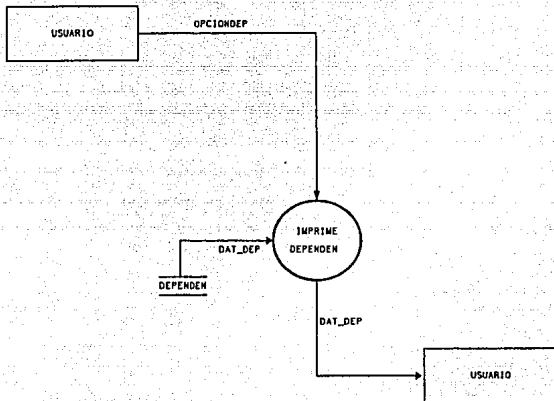 OPCIONDEP
USUARIO
IMPRIME
DEPENDEN
DAT_DEP
DEPENDEN
DAT_DEP
USUARIO